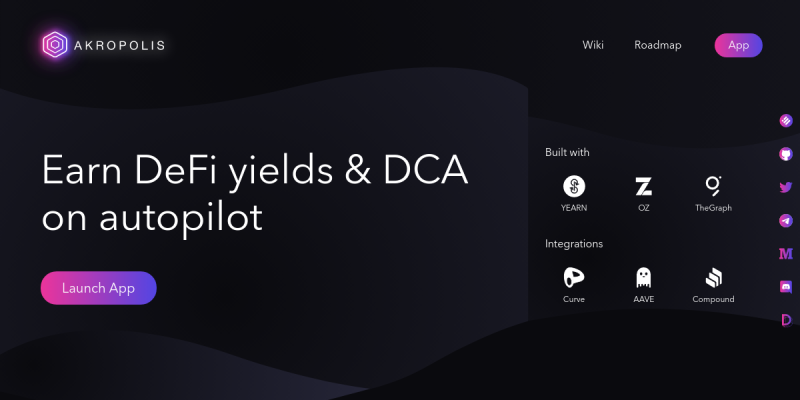 AKROPOLIS
Wiki
Roadmap
App
Earn DeFi yields & DCA
on autopilot
Launch App
Built with
YEARN
OZ
TheGraph
Integrations
Curve
AAVE
Compound